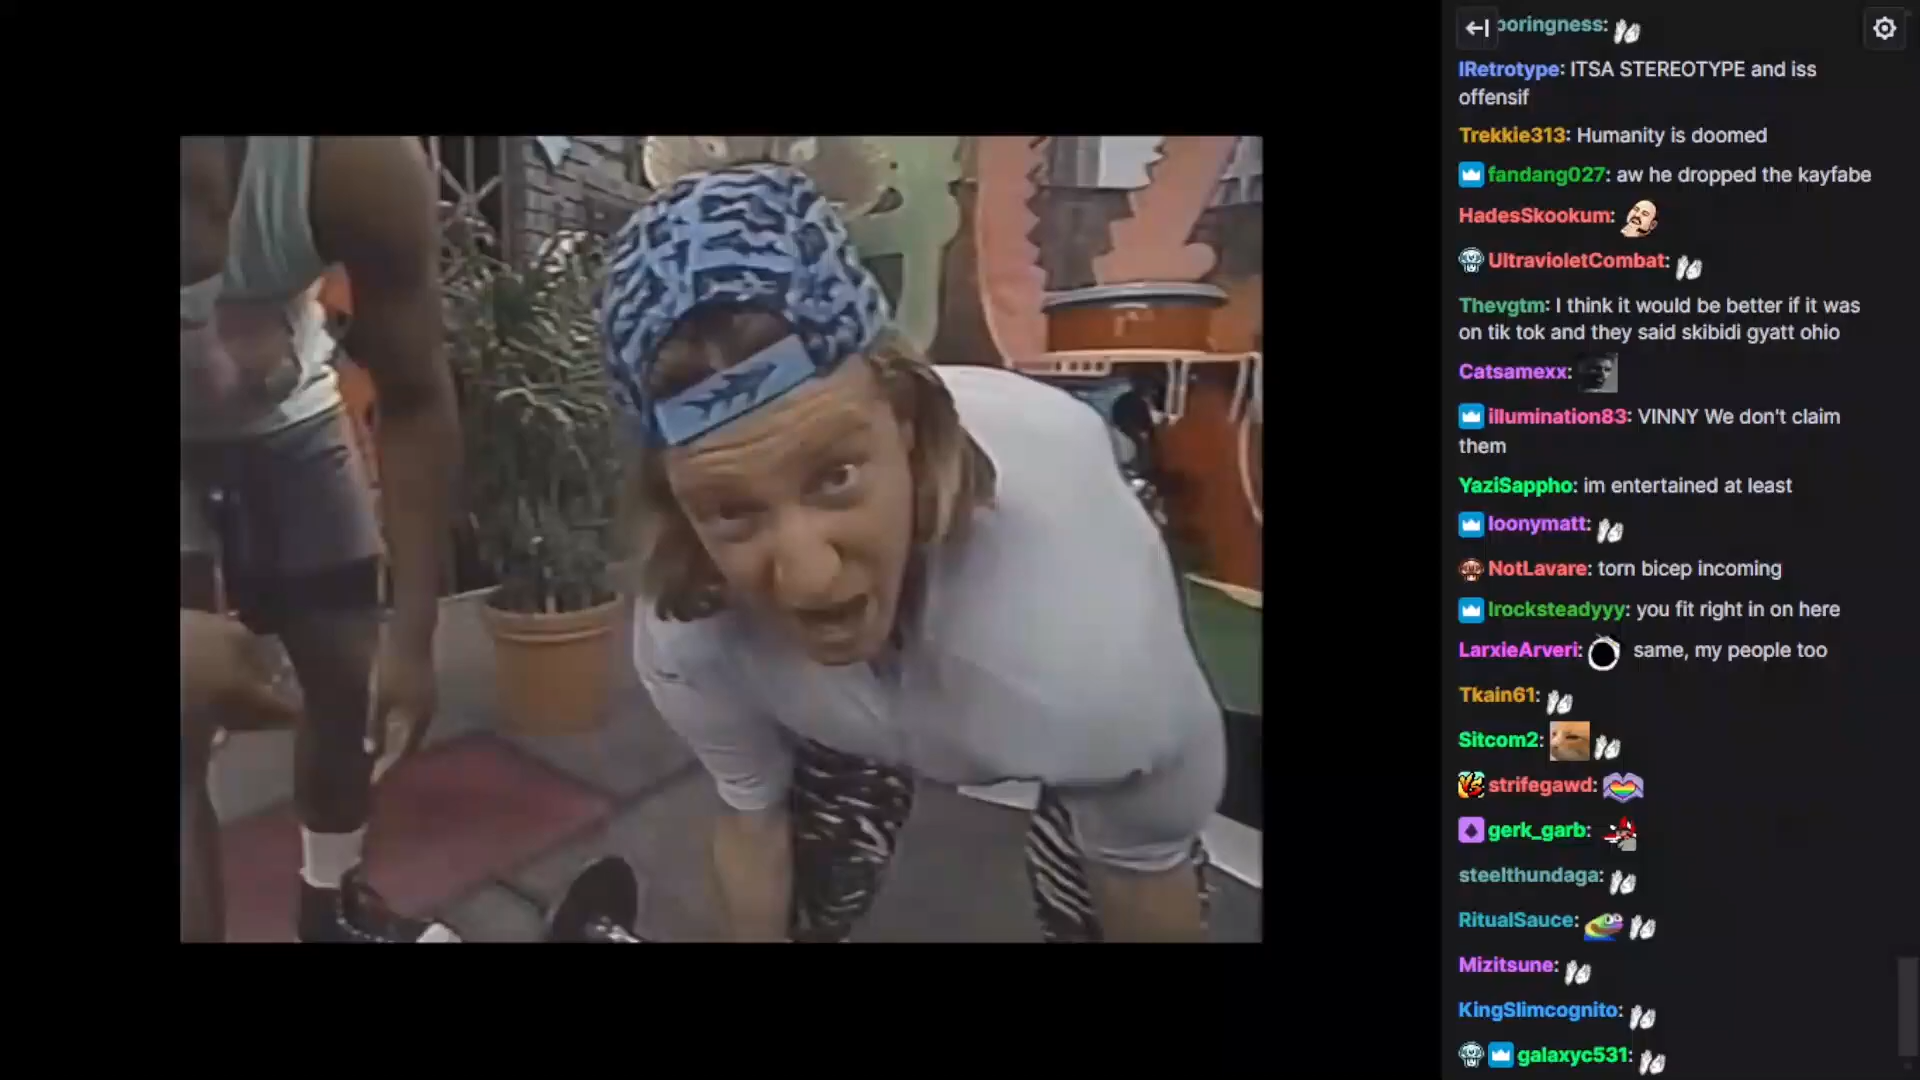 boringness:
IRetrotype: ITSA STEREOTYPE and iss
offensif
Trekkie313: Humanity is doomed
fandang027: aw he dropped the kayfabe
HadesSkookum:
UltravioletCombat:
Thevgtm: I think it would be better if it was
on tik tok and they said skibidi gyatt ohio
Catsamexx:
illumination83: VINNY We don't claim
them
YaziSappho: im entertained at least
loonymatt:
NotLavare: torn bicep incoming
lrocksteadyyy: you fit right in on here
LarxieArveri: same, my people too
Tkain61:
Sitcom2:
strifegawd:
gerk_garb:
steelthundaga:
RitualSauce:
Mizitsune:
KingSlimcognito:
galaxyc531: